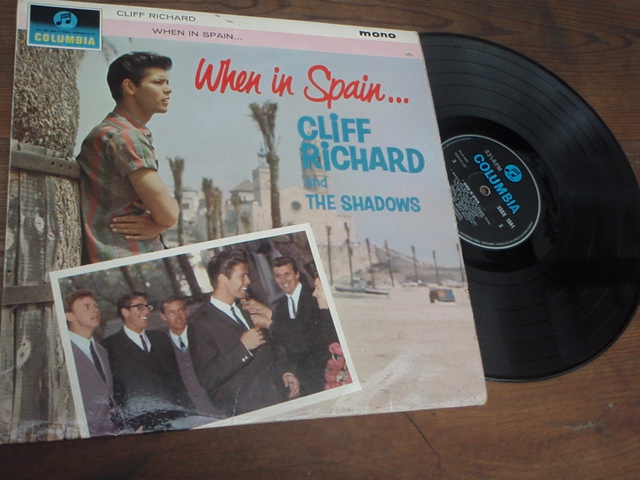 CLIFF RICHARD
WHEN IN SPAIN...
mono
COLUMBIA
When in Spain...
CLIFF
RICHARD
and
THE SHADOWS
COLUMBIA